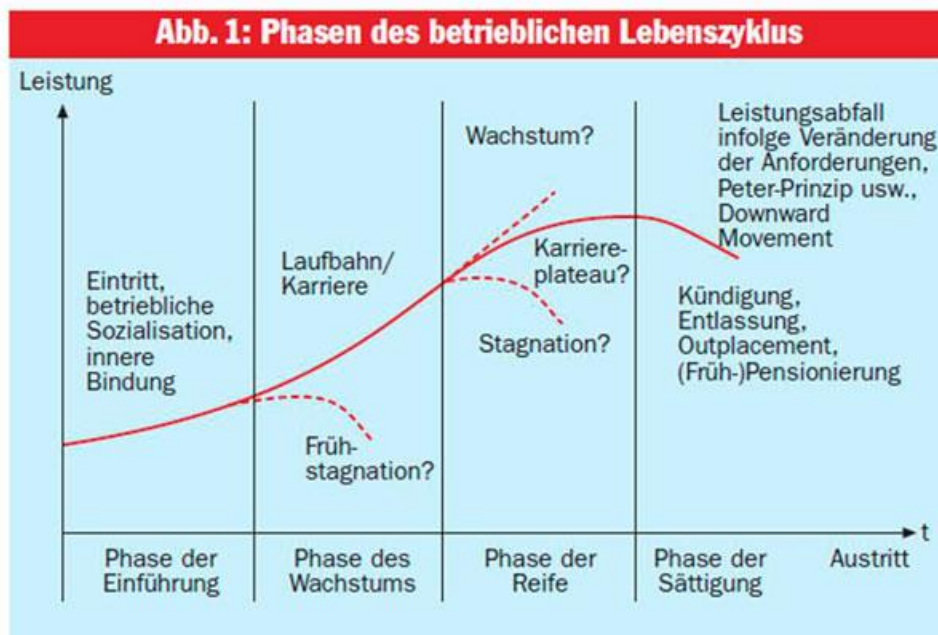 Abb. 1: Phasen des betrieblichen Lebenszyklus
Leistung
Eintritt,
betriebliche
Sozialisation,
innere
Bindung
Laufbahn/
Karriere
Früh-
stagnation?
Wachstum?
Karriere-
plateau?
Stagnation?
Leistungsabfall
infolge Veränderung
der Anforderungen,
Peter-Prinzip usw.,
Downward
Movement
Kündigung,
Entlassung,
Outplacement,
(Früh-)Pensionierung
t
Phase der
Einführung
Phase des
Wachstums
Phase der
Reife
Phase der
Sättigung
Austritt